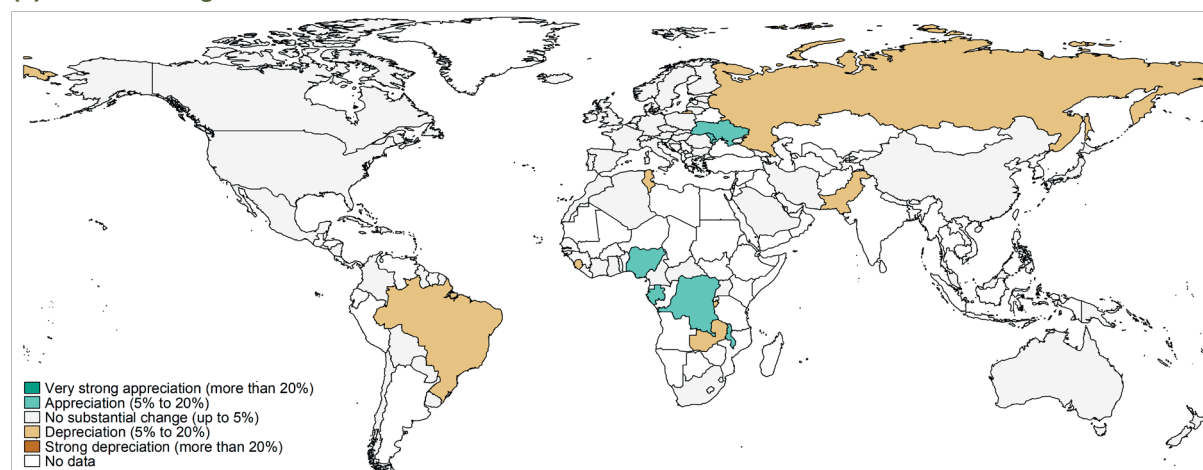 Very strong appreciation (more than 20%)
Appreciation (5% to 20%)
No substantial change (up to 5%)
Depreciation (5% to 20%)
Strong depreciation (more than 20%)
No data